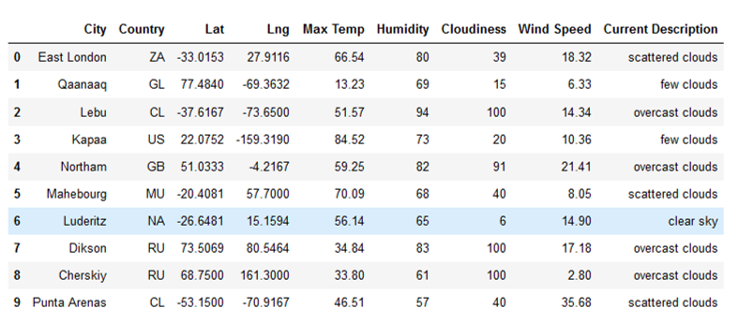 City Country Lat Lng Max Temp Humidity Cloudiness Wind Speed Current Description
0 East London ZA -33.0153 27.9116 66.54 80 39 18.32 scattered clouds
1 Qaanaaq GL 77.4840 -69.3632 13.23 69 15 6.33 few clouds
2 Lebu CL -37.6167 -73.6500 51.57 94 100 14.34 overcast clouds
3 Kapaa US 22.0752 -159.3190 84.52 73 20 10.36 few clouds
4 Northam GB 51.0333 -4.2167 59.25 82 91 21.41 overcast clouds
5 Mahebourg MU -20.4081 57.7000 70.09 68 40 8.05 scattered clouds
6 Luderitz NA -26.6481 15.1594 56.14 65 6 14.90 clear sky
7 Dikson RU 73.5069 80.5464 34.84 83 100 17.18 overcast clouds
8 Cherskiy RU 68.7500 161.3000 33.80 61 100 2.80 overcast clouds
9 Punta Arenas CL -53.1500 -70.9167 46.51 57 40 35.68 scattered clouds